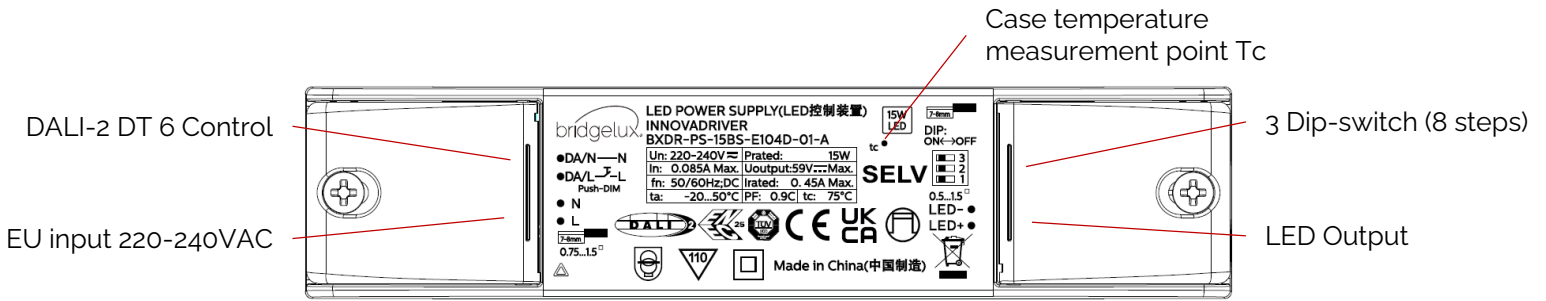 Case temperature
measurement point Tc
DALI-2 DT 6 Control
EU input 220-240VAC
3 Dip-switch (8 steps)
LED Output
bridgelux.
LED POWER SUPPLY(LED控制装置)
INNOVADRIVER
BXDR-PS-15BS-E104D-01-A
Un: 220-240V Prated: 15W
In: 0.085A Max. Uoutput:59V Max.
fn: 50/60Hz;DC Irated: 0.45A Max.
ta: -20...50°C PF: 0.9C tc: 75°C
DA/N N
DA/L L
Push-DIM
N
L
7-8mm
0.75...1.5
15W
LED
tc
SELV
7-8mm
DIP:
ON↔OFF
3
2
1
0.5...1.5
LED-
LED+
DALI 2
25
TÜV
CE
UK
CA
110
Made in China(中国制造)